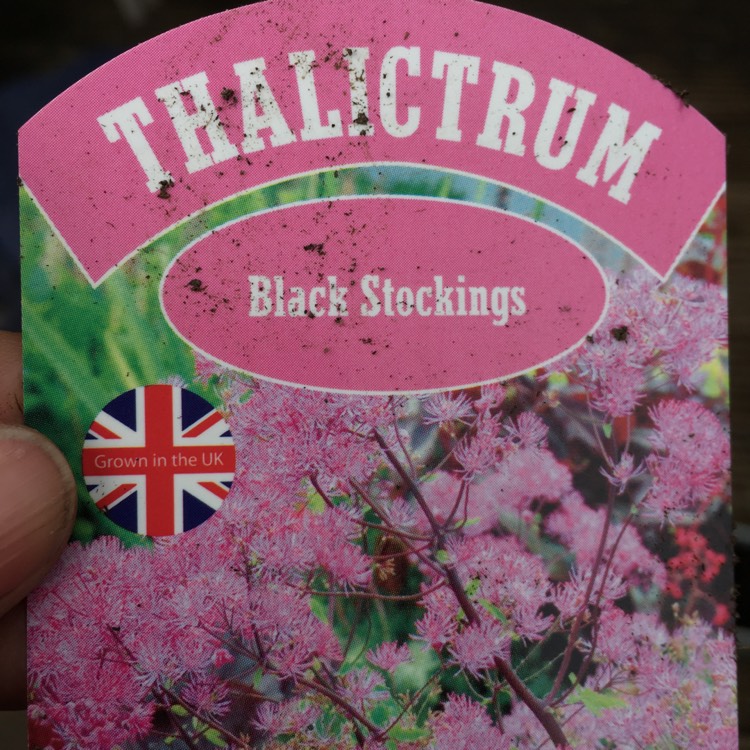 THALICTRUM
Black Stockings
Grown in the UK